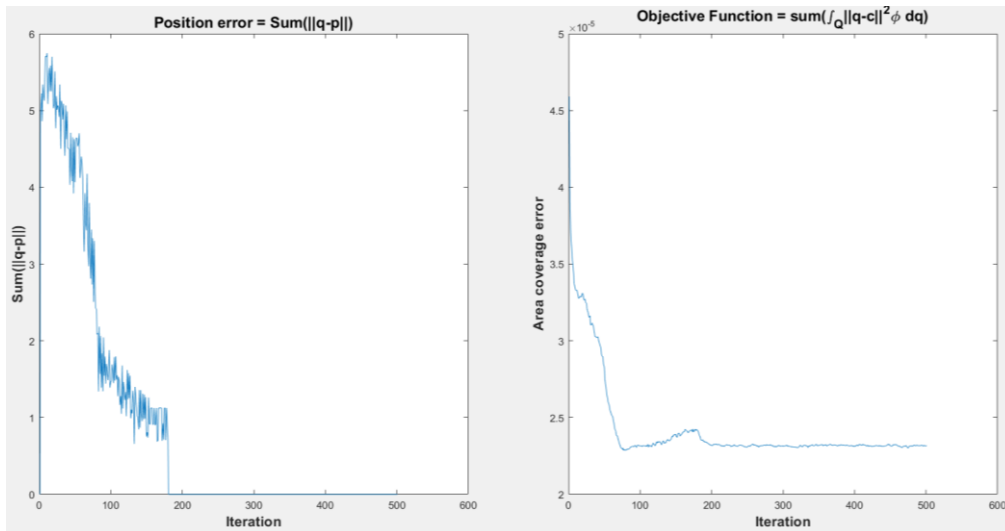 Position error = Sum(||q-p||)
6
5
4
3
2
1
0
0 100 200 300 400 500 600
Sum(||q-p||)
Iteration
Objective Function = sum(∫_Q||q-c||²ϕ dq)
×10⁻⁵
5
4.5
4
3.5
3
2.5
2
0 100 200 300 400 500 600
Area coverage error
Iteration